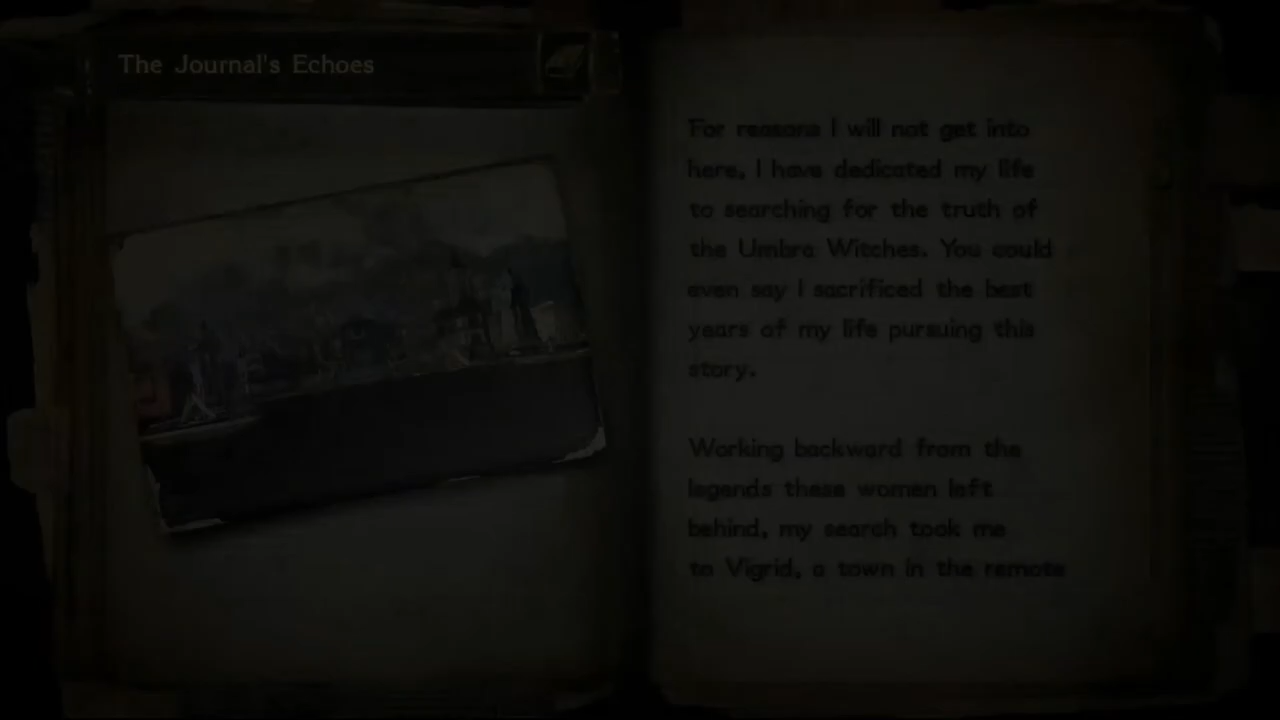 The Journal's Echoes
For reasons I will not get into
here, I have dedicated my life
to searching for the truth of
the Umbra Witches. You could
even say I sacrificed the best
years of my life pursuing this
story.
Working backward from the
legends these women left
behind, my search took me
to Vigrid, a town in the remote